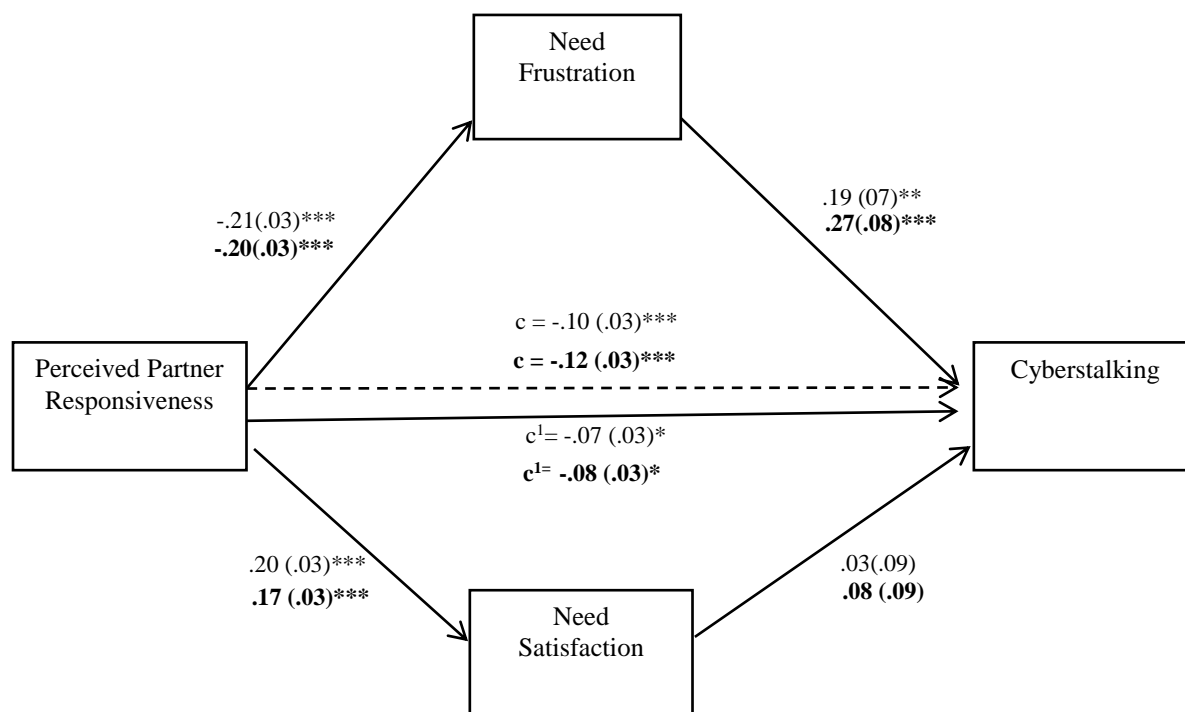 Need
Frustration
-.21(.03)***
-.20(.03)***
.19 (07)**
.27(.08)***
c = -.10 (.03)***
c = -.12 (.03)***
Perceived Partner
Responsiveness
Cyberstalking
c¹= -.07 (.03)*
c¹⁼ -.08 (.03)*
.20 (.03)***
.17 (.03)***
.03(.09)
.08 (.09)
Need
Satisfaction